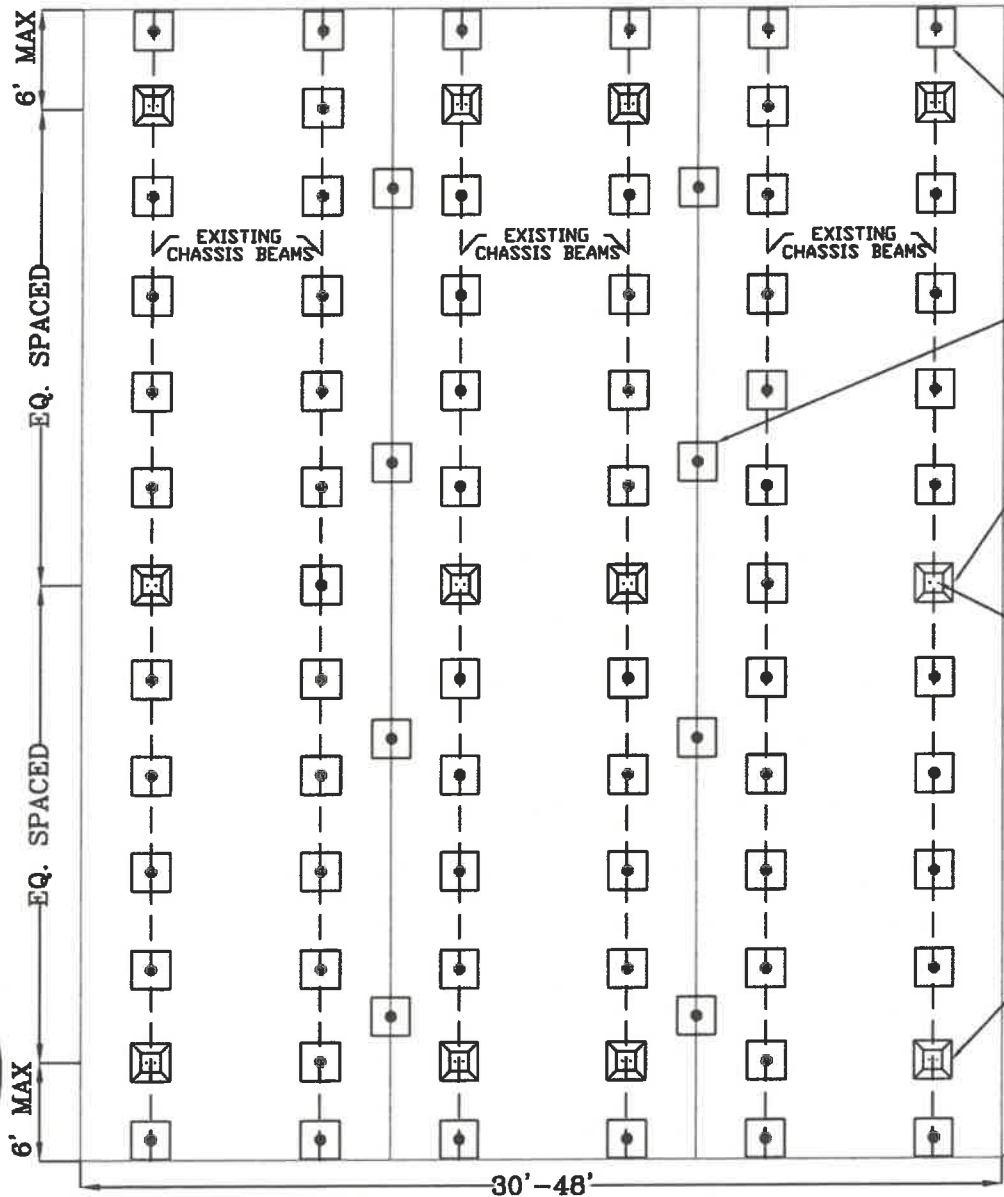 6' MAX
EXISTING
CHASSIS BEAMS
EXISTING
CHASSIS BEAMS
EXISTING
CHASSIS BEAMS
EQ. SPACED
EQ. SPACED
6' MAX
30'-48'